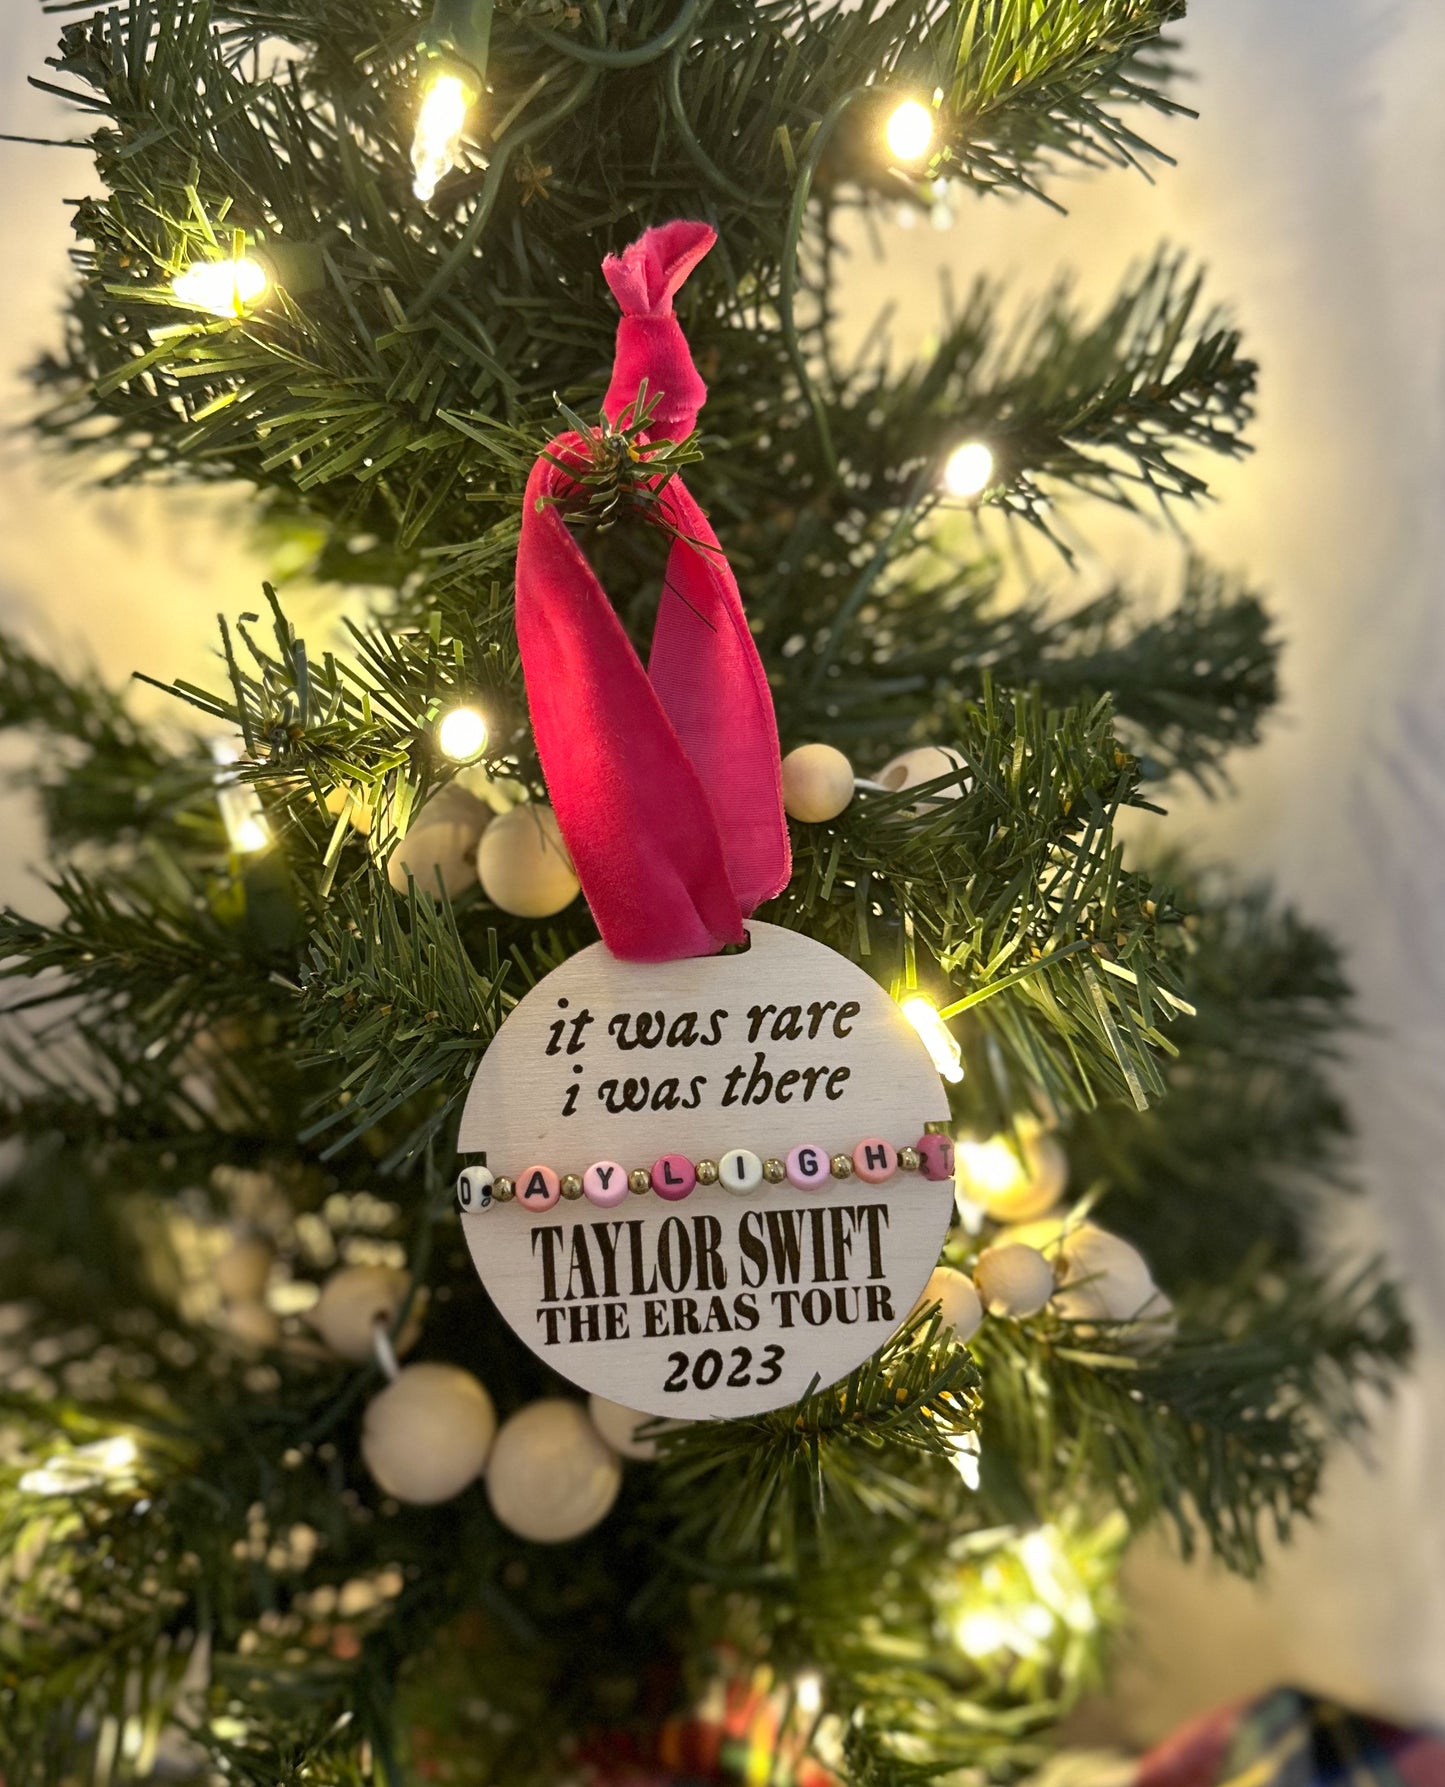 it was rare
i was there
DAYLIGHT
TAYLOR SWIFT
THE ERAS TOUR
2023